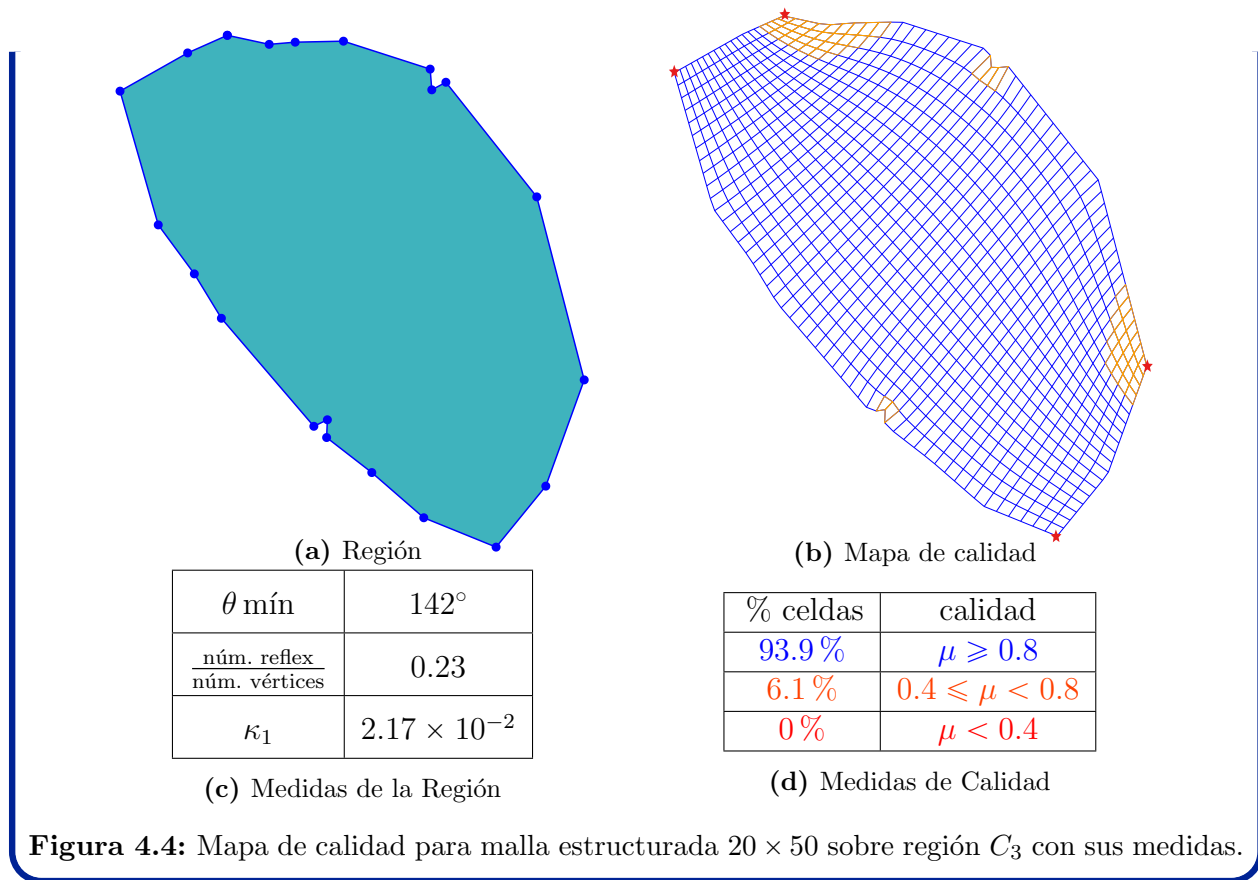 (a) Región
(b) Mapa de calidad
θ mín 142°
núm. reflex / núm. vértices 0.23
κ₁ 2.17 × 10⁻²
(c) Medidas de la Región
% celdas calidad
93.9 % μ ⩾ 0.8
6.1 % 0.4 ⩽ μ < 0.8
0 % μ < 0.4
(d) Medidas de Calidad
Figura 4.4: Mapa de calidad para malla estructurada 20 × 50 sobre región C₃ con sus medidas.